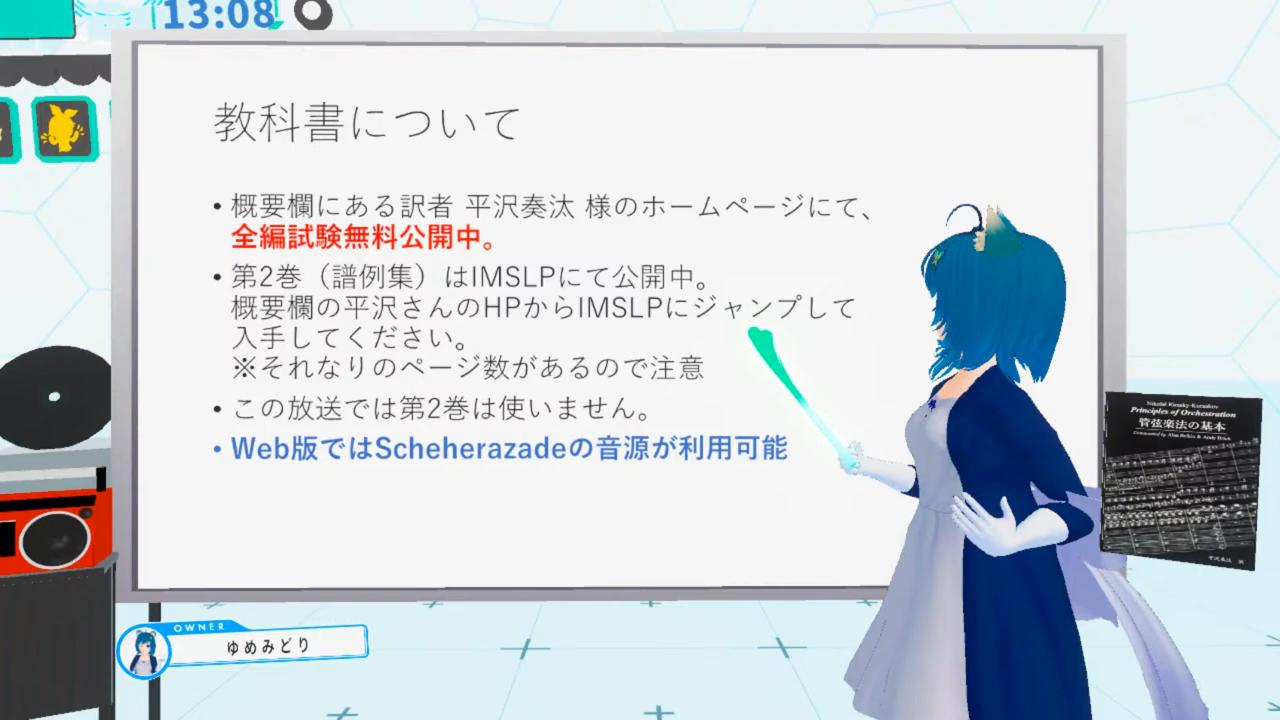 13:08
教科書について
・概要欄にある訳者 平沢奏汰 様のホームページにて、
全編試験無料公開中。
・第2巻（譜例集）はIMSLPにて公開中。
概要欄の平沢さんのHPからIMSLPにジャンプして
入手してください。
※それなりのページ数があるので注意
・この放送では第2巻は使いません。
・Web版ではScheherazadeの音源が利用可能
Nikolai Rimsky-Korsakov
Principles of Orchestration
管弦楽法の基本
Commented by Alan Belkin &
OWNER
ゆめみどり